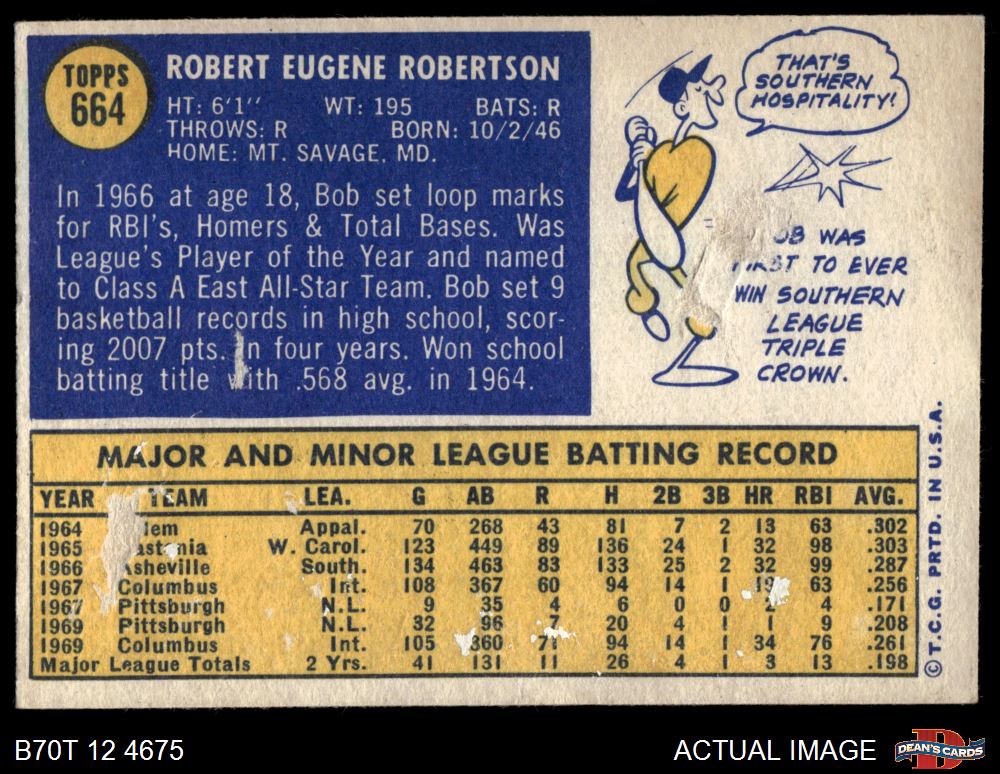 TOPPS
664
ROBERT EUGENE ROBERTSON
HT: 6'1" WT: 195 BATS: R
THROWS: R BORN: 10/2/46
HOME: MT. SAVAGE. MD.
In 1966 at age 18, Bob set loop marks
for RBI's, Homers & Total Bases. Was
League's Player of the Year and named
to Class A East All-Star Team. Bob set 9
basketball records in high school, scor-
ing 2007 pts. in four years. Won school
batting title with .568 avg. in 1964.
THAT'S
SOUTHERN
HOSPITALITY!
WAS
FIRST TO EVER
WIN SOUTHERN
LEAGUE
TRIPLE
CROWN.
MAJOR AND MINOR LEAGUE BATTING RECORD
YEAR TEAM LEA. G AB R H 2B 3B HR RBI AVG.
1964 Appal. 70 268 43 81 7 2 13 63 .302
1965 W. Carol. 123 449 89 136 24 1 32 98 .303
1966 Asheville South. 134 463 83 133 25 2 32 99 .287
1967 Columbus Int. 108 367 60 94 14 1 19 63 .256
1967 Pittsburgh N.L. 9 35 4 6 0 0 2 4 .171
1969 Pittsburgh N.L. 32 96 7 20 4 1 1 9 .208
1969 Columbus Int. 105 360 71 94 14 1 34 76 .261
Major League Totals 2 Yrs. 41 131 11 26 4 1 3 13 .198
©T.C.G. PRTD. IN U.S.A.
B70T 12 4675
ACTUAL IMAGE
DEAN'S CARDS